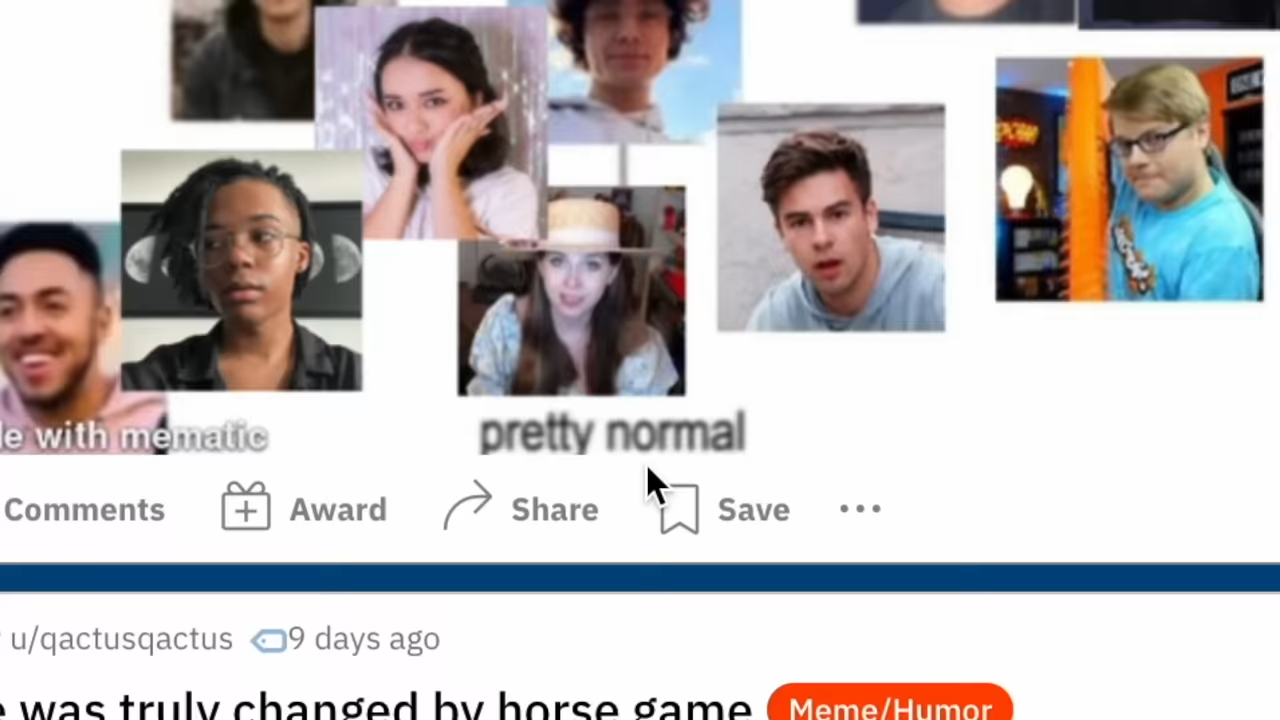 le with mematic
pretty normal
Comments
Award
Share
Save
u/qactusqactus
9 days ago
was truly changed by horse game
Meme/Humor